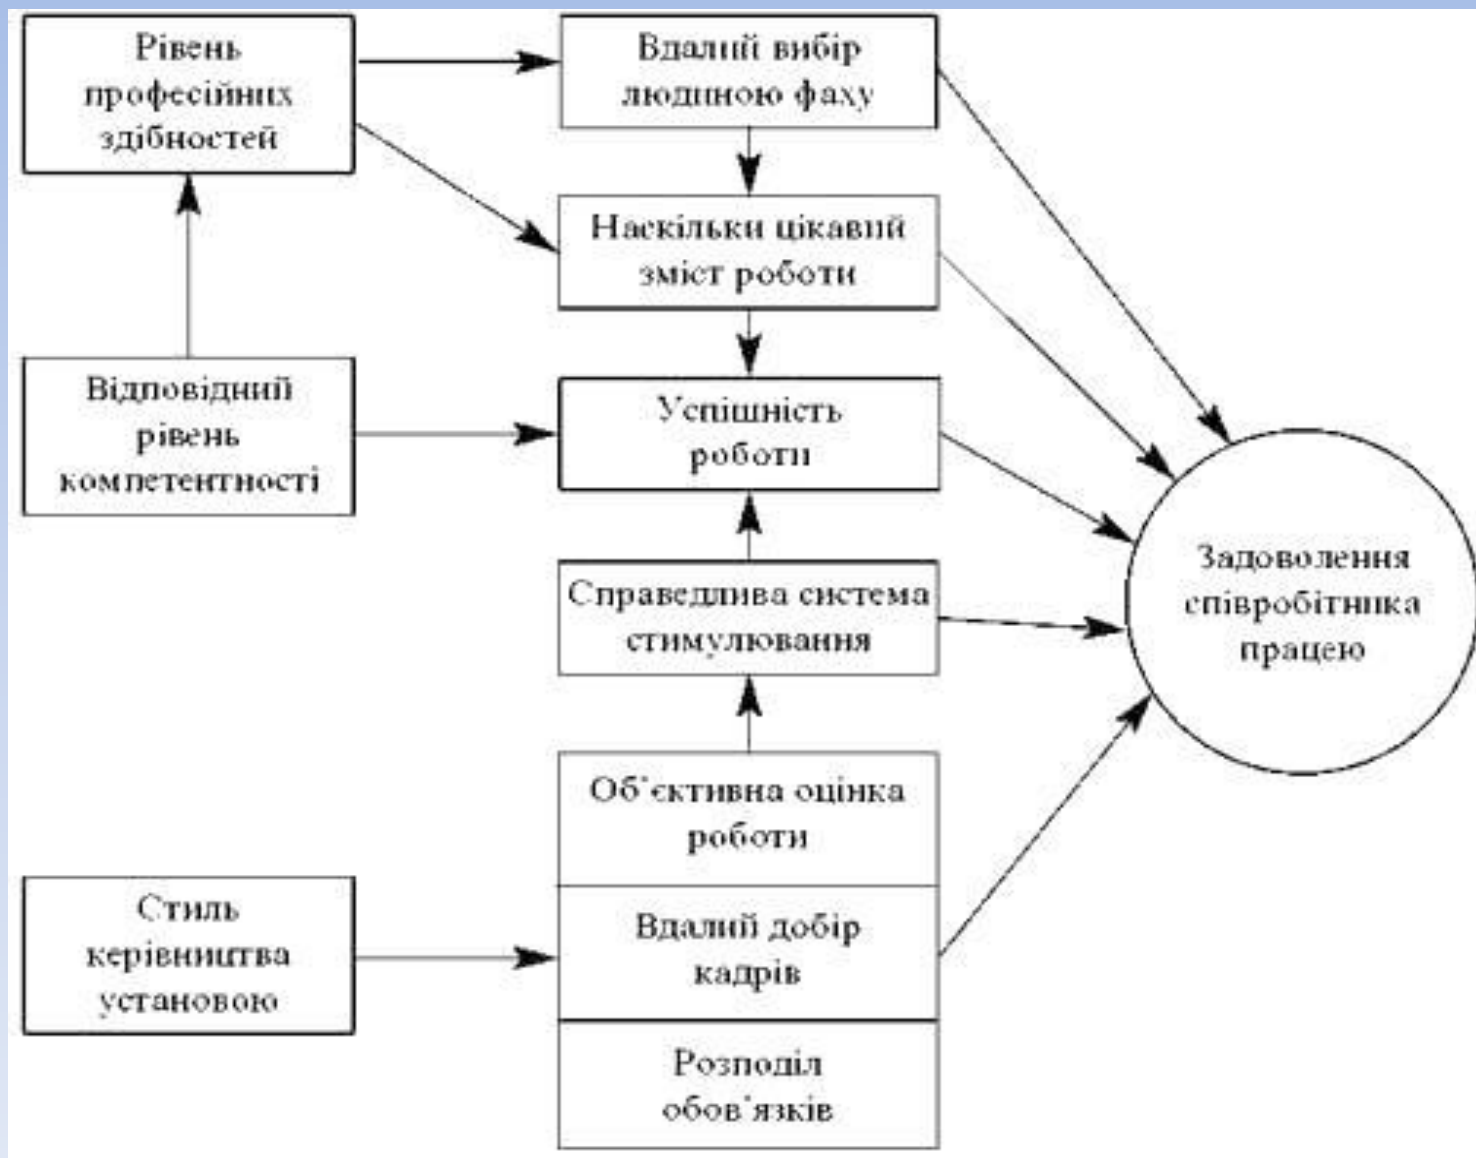 Рівень
професійних
здібностей
Вдалий вибір
людиною фаху
Наскільки цікавий
зміст роботи
Відповідний
рівень
компетентності
Успішність
роботи
Справедлива система
стимулювання
Задоволення
співробітника
працею
Об'єктивна оцінка
роботи
Стиль
керівництва
установою
Вдалий добір
кадрів
Розподіл
обов'язків